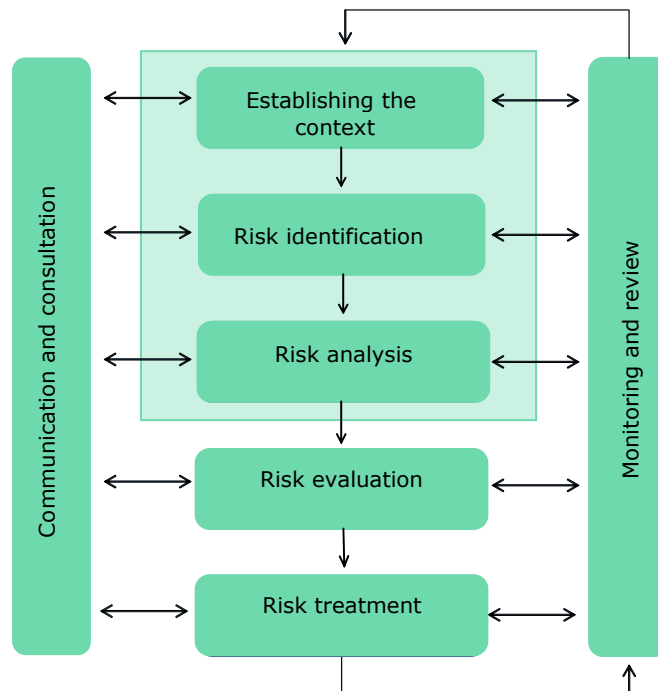 Communication and consultation
Establishing the
context
Risk identification
Risk analysis
Risk evaluation
Risk treatment
Monitoring and review